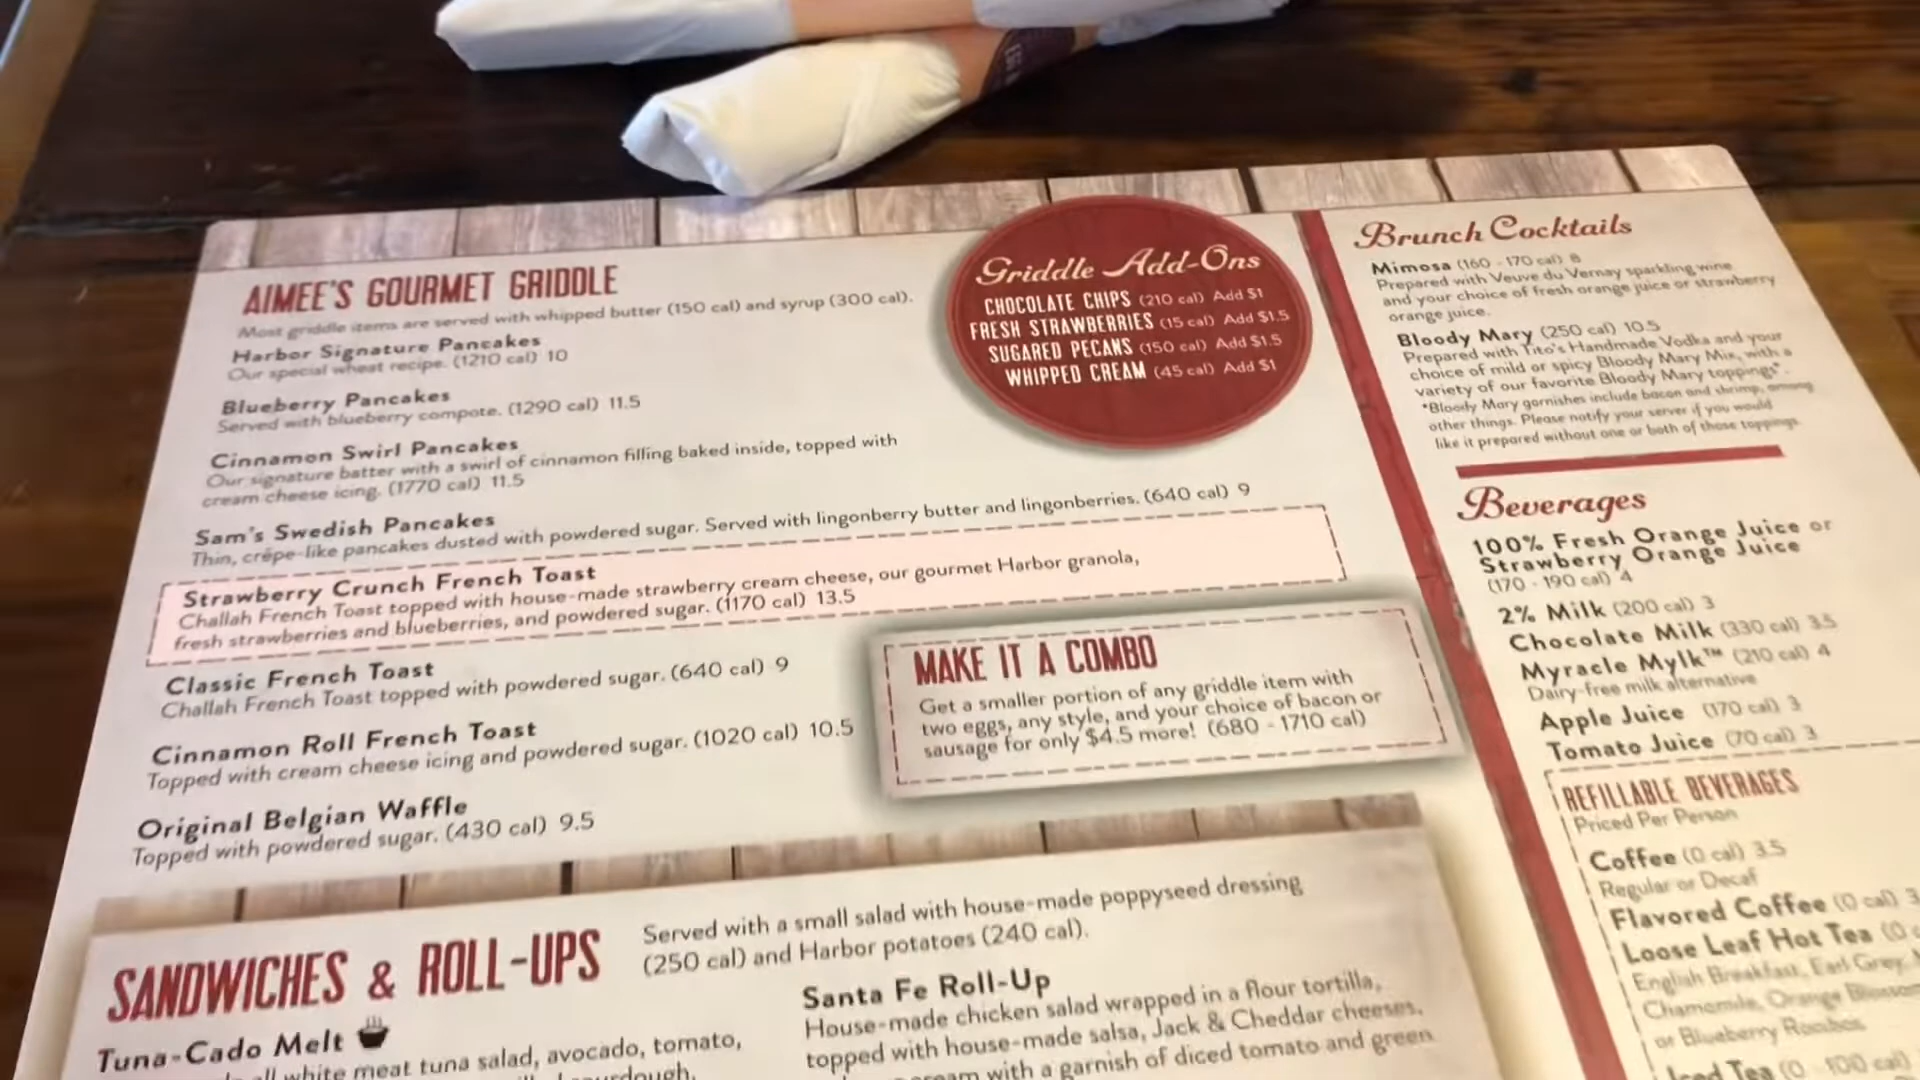 AIMEE'S GOURMET GRIDDLE
Most griddle items are served with whipped butter (150 cal) and syrup (300 cal).
Harbor Signature Pancakes
Our special wheat recipe. (1210 cal) 10
Blueberry Pancakes
Served with blueberry compote. (1290 cal) 11.5
Cinnamon Swirl Pancakes
Our signature batter with a swirl of cinnamon filling baked inside, topped with
cream cheese icing. (1770 cal) 11.5
Sam's Swedish Pancakes
Thin, crêpe-like pancakes dusted with powdered sugar. Served with lingonberry butter and lingonberries. (640 cal) 9
Strawberry Crunch French Toast
Challah French Toast topped with house-made strawberry cream cheese, our gourmet Harbor granola,
fresh strawberries and blueberries, and powdered sugar. (1170 cal) 13.5
Classic French Toast
Challah French Toast topped with powdered sugar. (640 cal) 9
Cinnamon Roll French Toast
Topped with cream cheese icing and powdered sugar. (1020 cal) 10.5
Original Belgian Waffle
Topped with powdered sugar. (430 cal) 9.5
Griddle Add-Ons
CHOCOLATE CHIPS (210 cal) Add $1
FRESH STRAWBERRIES (15 cal) Add $1.5
SUGARED PECANS (150 cal) Add $1.5
WHIPPED CREAM (45 cal) Add $1
MAKE IT A COMBO
Get a smaller portion of any griddle item with
two eggs, any style, and your choice of bacon or
sausage for only $4.5 more! (680 - 1710 cal)
SANDWICHES & ROLL-UPS
Served with a small salad with house-made poppyseed dressing
(250 cal) and Harbor potatoes (240 cal).
Tuna-Cado Melt
all white meat tuna salad, avocado, tomato,
Santa Fe Roll-Up
House-made chicken salad wrapped in a flour tortilla,
topped with house-made salsa, Jack & Cheddar cheeses,
with a garnish of diced tomato and green
Brunch Cocktails
Mimosa (160 - 170 cal) 8
Prepared with Veuve du Vernay sparkling wine
and your choice of fresh orange juice or strawberry
orange juice.
Bloody Mary (250 cal) 10.5
Prepared with Tito's Handmade Vodka and your
choice of mild or spicy Bloody Mary Mix, with a
variety of our favorite Bloody Mary toppings*.
*Bloody Mary garnishes include bacon and shrimp, among
other things. Please notify your server if you would
like it prepared without one or both of those toppings.
Beverages
100% Fresh Orange Juice or
Strawberry Orange Juice
(170 - 190 cal) 4
2% Milk (200 cal) 3
Chocolate Milk (330 cal) 3.5
Myracle Mylk™ (210 cal) 4
Dairy-free milk alternative
Apple Juice (170 cal) 3
Tomato Juice (70 cal) 3
REFILLABLE BEVERAGES
Priced Per Person
Coffee (0 cal) 3.5
Regular or Decaf
Flavored Coffee (0 cal)
Loose Leaf Hot Tea
English Breakfast, Earl Grey,
Chamomile, Orange Blossom
or Blueberry Rooibos
Iced Tea (0 - 100 cal)